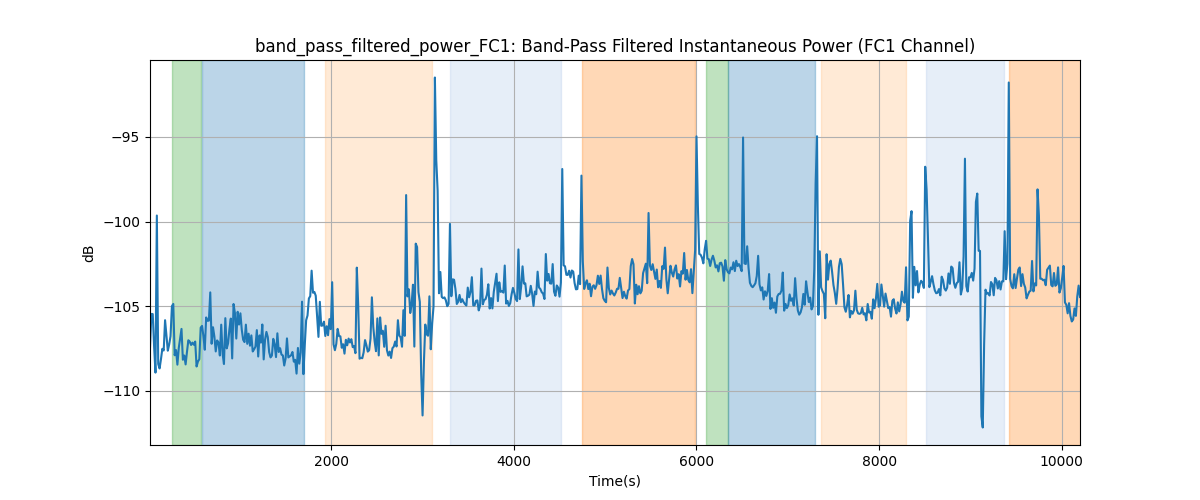 band_pass_filtered_power_FC1: Band-Pass Filtered Instantaneous Power (FC1 Channel)
−95
−100
−105
−110
dB
2000 4000 6000 8000 10000
Time(s)